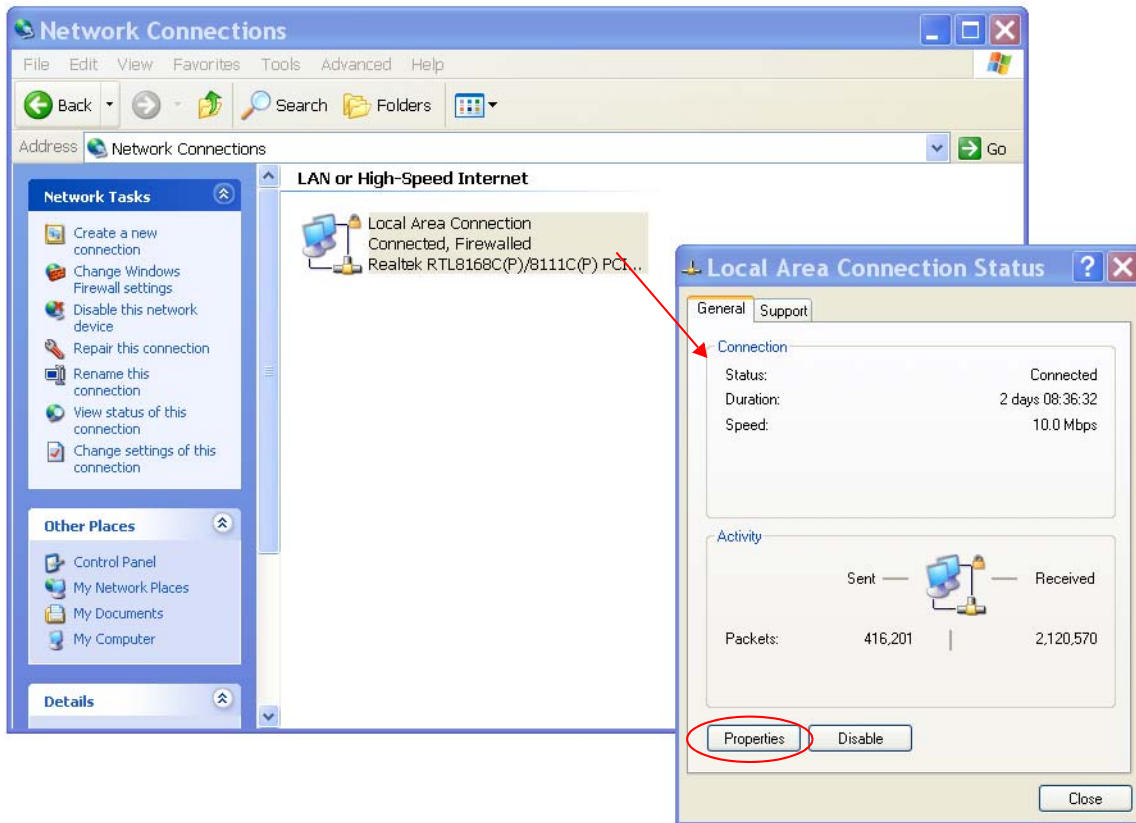 Network Connections
File Edit View Favorites Tools Advanced Help
Back Search Folders
Address Network Connections Go
Network Tasks
Create a new
connection
Change Windows
Firewall settings
Disable this network
device
Repair this connection
Rename this
connection
View status of this
connection
Change settings of this
connection
Other Places
Control Panel
My Network Places
My Documents
My Computer
Details
LAN or High-Speed Internet
Local Area Connection
Connected, Firewalled
Realtek RTL8168C(P)/8111C(P) PCI...
Local Area Connection Status
General Support
Connection
Status: Connected
Duration: 2 days 08:36:32
Speed: 10.0 Mbps
Activity
Sent Received
Packets: 416,201 2,120,570
Properties Disable
Close